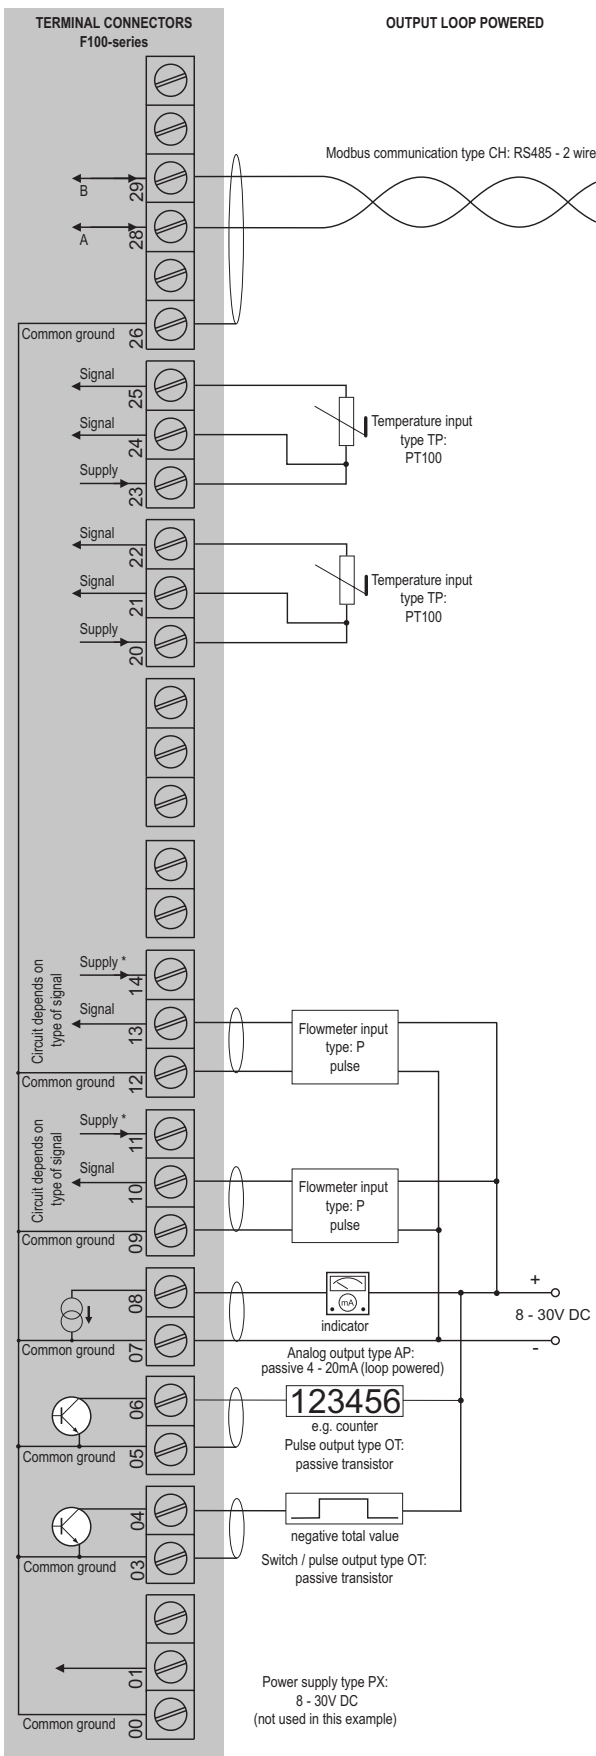 TERMINAL CONNECTORS
F100-series
OUTPUT LOOP POWERED
Modbus communication type CH: RS485 - 2 wire
B
29
A
28
Common ground
26
Signal
25
Signal
24
Supply
23
Temperature input
type TP:
PT100
Signal
22
Signal
21
Supply
20
Temperature input
type TP:
PT100
Circuit depends on
type of signal
Supply *
14
Signal
13
Common ground
12
Flowmeter input
type: P
pulse
Circuit depends on
type of signal
Supply *
11
Signal
10
Common ground
09
Flowmeter input
type: P
pulse
08
mA
indicator
+
8 - 30V DC
-
Common ground
07
Analog output type AP:
passive 4 - 20mA (loop powered)
06
123456
e.g. counter
Common ground
05
Pulse output type OT:
passive transistor
04
negative total value
Common ground
03
Switch / pulse output type OT:
passive transistor
01
Common ground
00
Power supply type PX:
8 - 30V DC
(not used in this example)